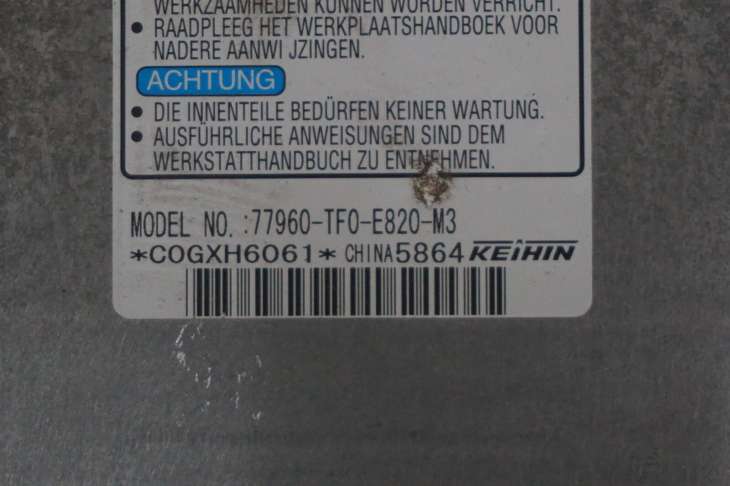 WERKZAAMHEDEN KUNNEN WORDEN VERRICHT.
• RAADPLEEG HET WERKPLAATSHANDBOEK VOOR
NADERE AANWI JZINGEN.
ACHTUNG
• DIE INNENTEILE BEDÜRFEN KEINER WARTUNG.
• AUSFÜHRLICHE ANWEISUNGEN SIND DEM
WERKSTATTHANDBUCH ZU ENTNEHMEN.
MODEL NO. :77960-TF0-E820-M3
*C0GXH6061* CHINA5864 KEIHIN